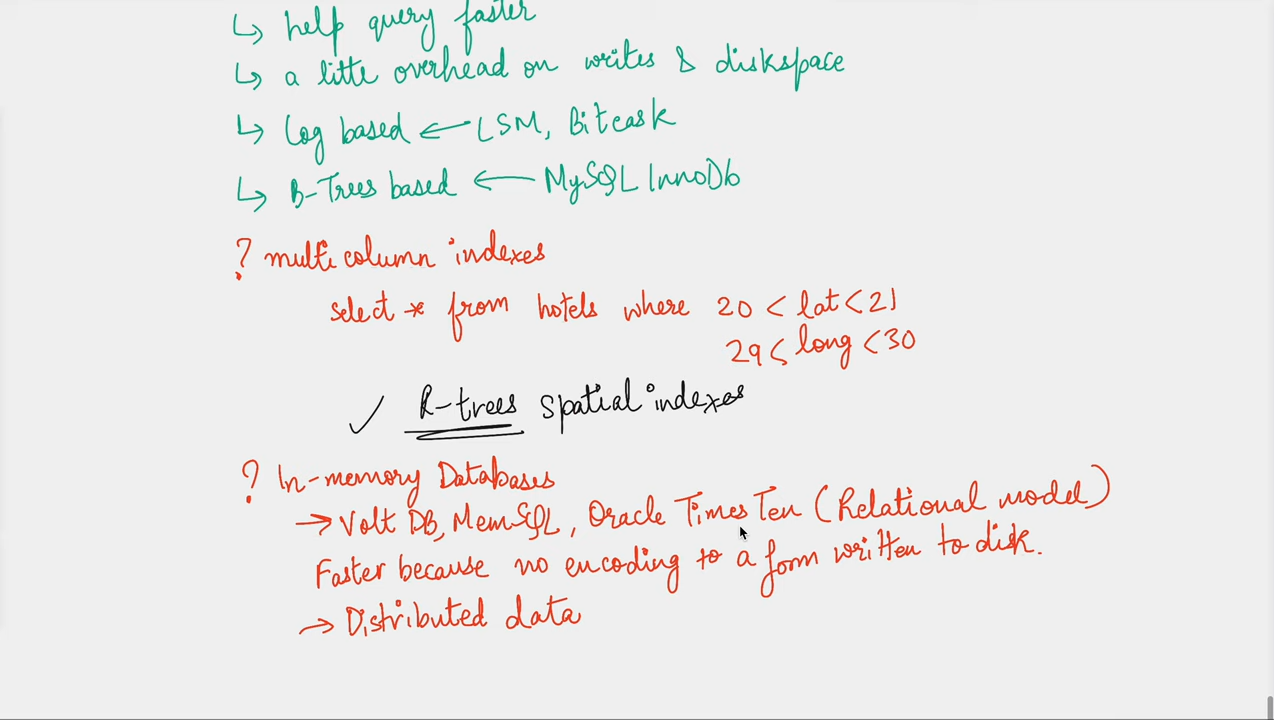 ↳ help query faster
↳ a little overhead on writes & diskspace
↳ Log based ← LSM, Bitcask
↳ B-Trees based ← MySQL InnoDb
? multi column indexes
select * from hotels where 20 < lat < 21
29 < long < 30
✓ R-trees spatial indexes
? In-memory Databases
→ Volt DB, MemSQL, Oracle TimesTen (Relational model)
Faster because no encoding to a form written to disk.
→ Distributed data